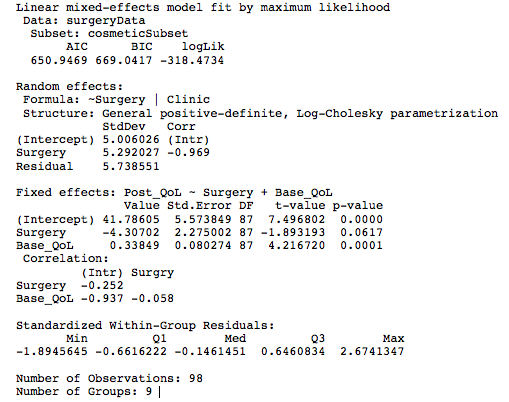 Linear mixed-effects model fit by maximum likelihood
Data: surgeryData
Subset: cosmeticSubset
AIC BIC logLik
650.9469 669.0417 -318.4734
Random effects:
Formula: ~Surgery | Clinic
Structure: General positive-definite, Log-Cholesky parametrization
StdDev Corr
(Intercept) 5.006026 (Intr)
Surgery 5.292027 -0.969
Residual 5.738551
Fixed effects: Post_QoL ~ Surgery + Base_QoL
Value Std.Error DF t-value p-value
(Intercept) 41.78605 5.573849 87 7.496802 0.0000
Surgery -4.30702 2.275002 87 -1.893193 0.0617
Base_QoL 0.33849 0.080274 87 4.216720 0.0001
Correlation:
(Intr) Surgry
Surgery -0.252
Base_QoL -0.937 -0.058
Standardized Within-Group Residuals:
Min Q1 Med Q3 Max
-1.8945645 -0.6616222 -0.1461451 0.6460834 2.6741347
Number of Observations: 98
Number of Groups: 9